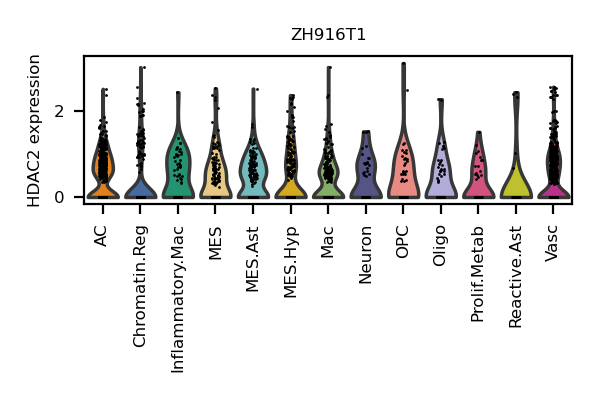 ZH916T1
HDAC2 expression
2
0
AC
Chromatin.Reg
Inflammatory.Mac
MES
MES.Ast
MES.Hyp
Mac
Neuron
OPC
Oligo
Prolif.Metab
Reactive.Ast
Vasc